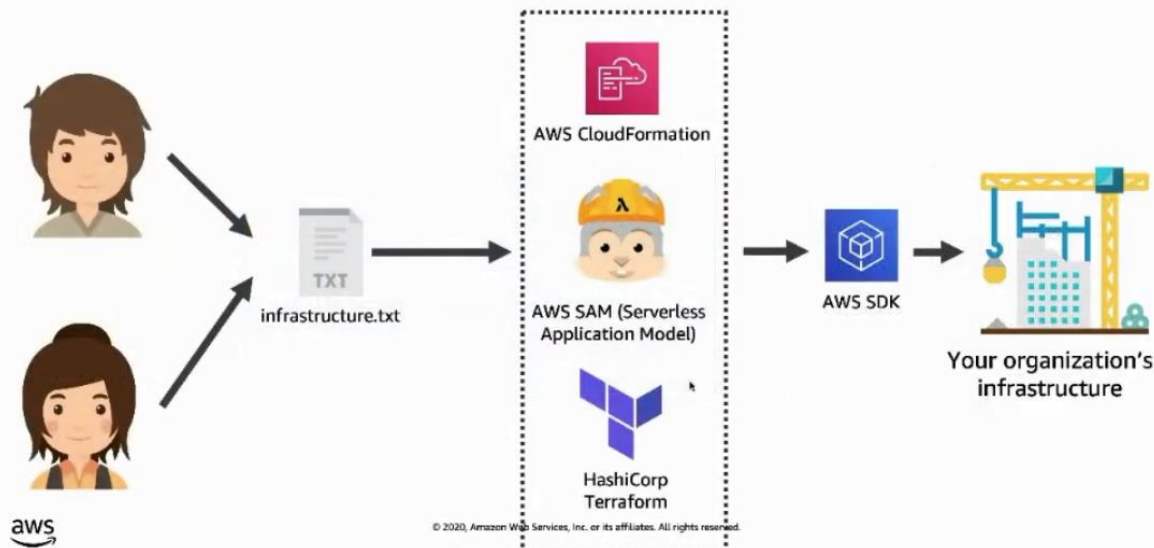 AWS CloudFormation
TXT
infrastructure.txt
λ
AWS SAM (Serverless
Application Model)
AWS SDK
Your organization's
infrastructure
HashiCorp
Terraform
aws
© 2020, Amazon Web Services, Inc. or its affiliates. All rights reserved.